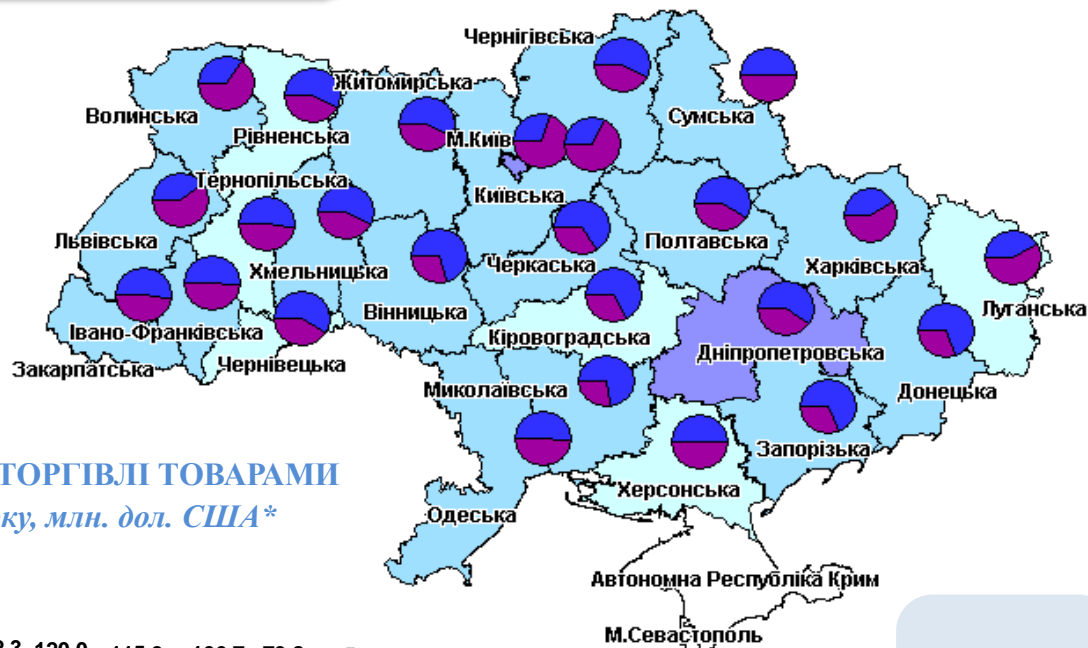 Чернігівська
Житомирська
Волинська
Рівненська
М.Київ
Сумська
Тернопільська
Київська
Львівська
Полтавська
Хмельницька
Черкаська
Харківська
Вінницька
Луганська
Івано-Франківська
Кіровоградська
Дніпропетровська
Закарпатська
Чернівецька
Миколаївська
Донецька
Запорізька
ТОРГІВЛІ ТОВАРАМИ
ку, млн. дол. США*
Херсонська
Одеська
Автономна Республіка Крим
М.Севастополь